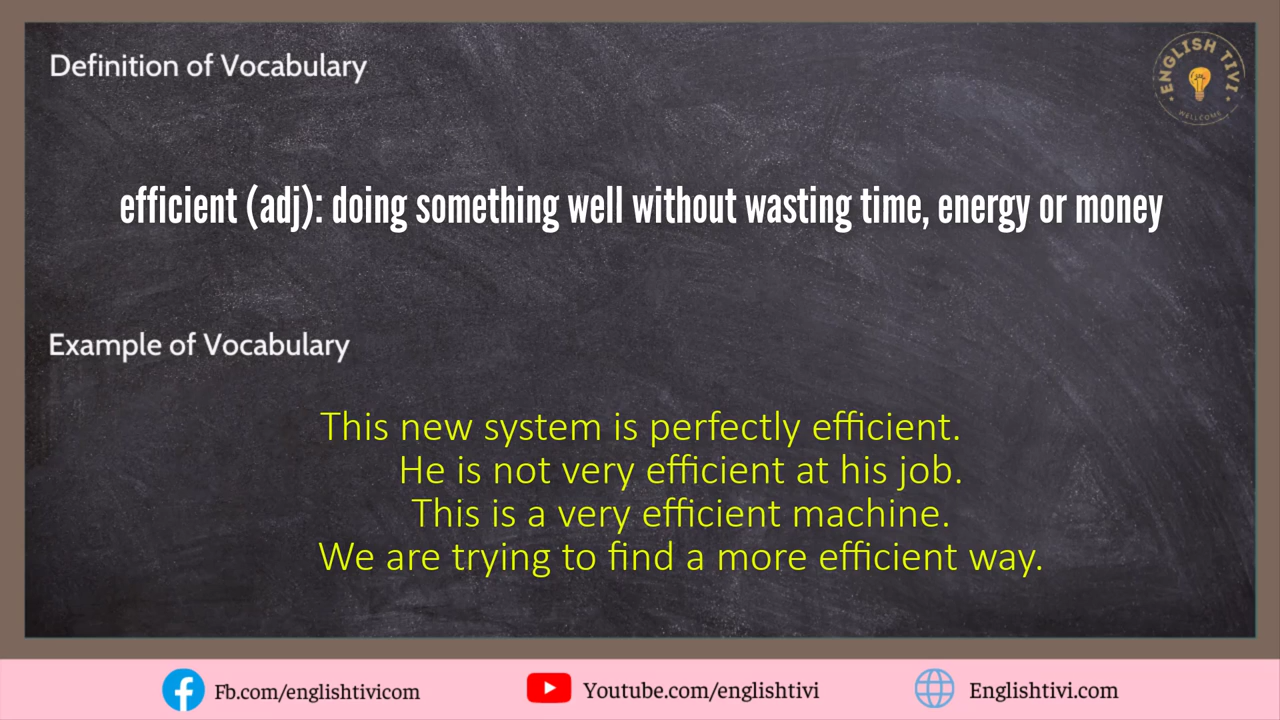 Definition of Vocabulary
ENGLISH TIVI
WELLCOME
efficient (adj): doing something well without wasting time, energy or money
Example of Vocabulary
This new system is perfectly efficient.
He is not very efficient at his job.
This is a very efficient machine.
We are trying to find a more efficient way.
Fb.com/englishtivicom
Youtube.com/englishtivi
Englishtivi.com